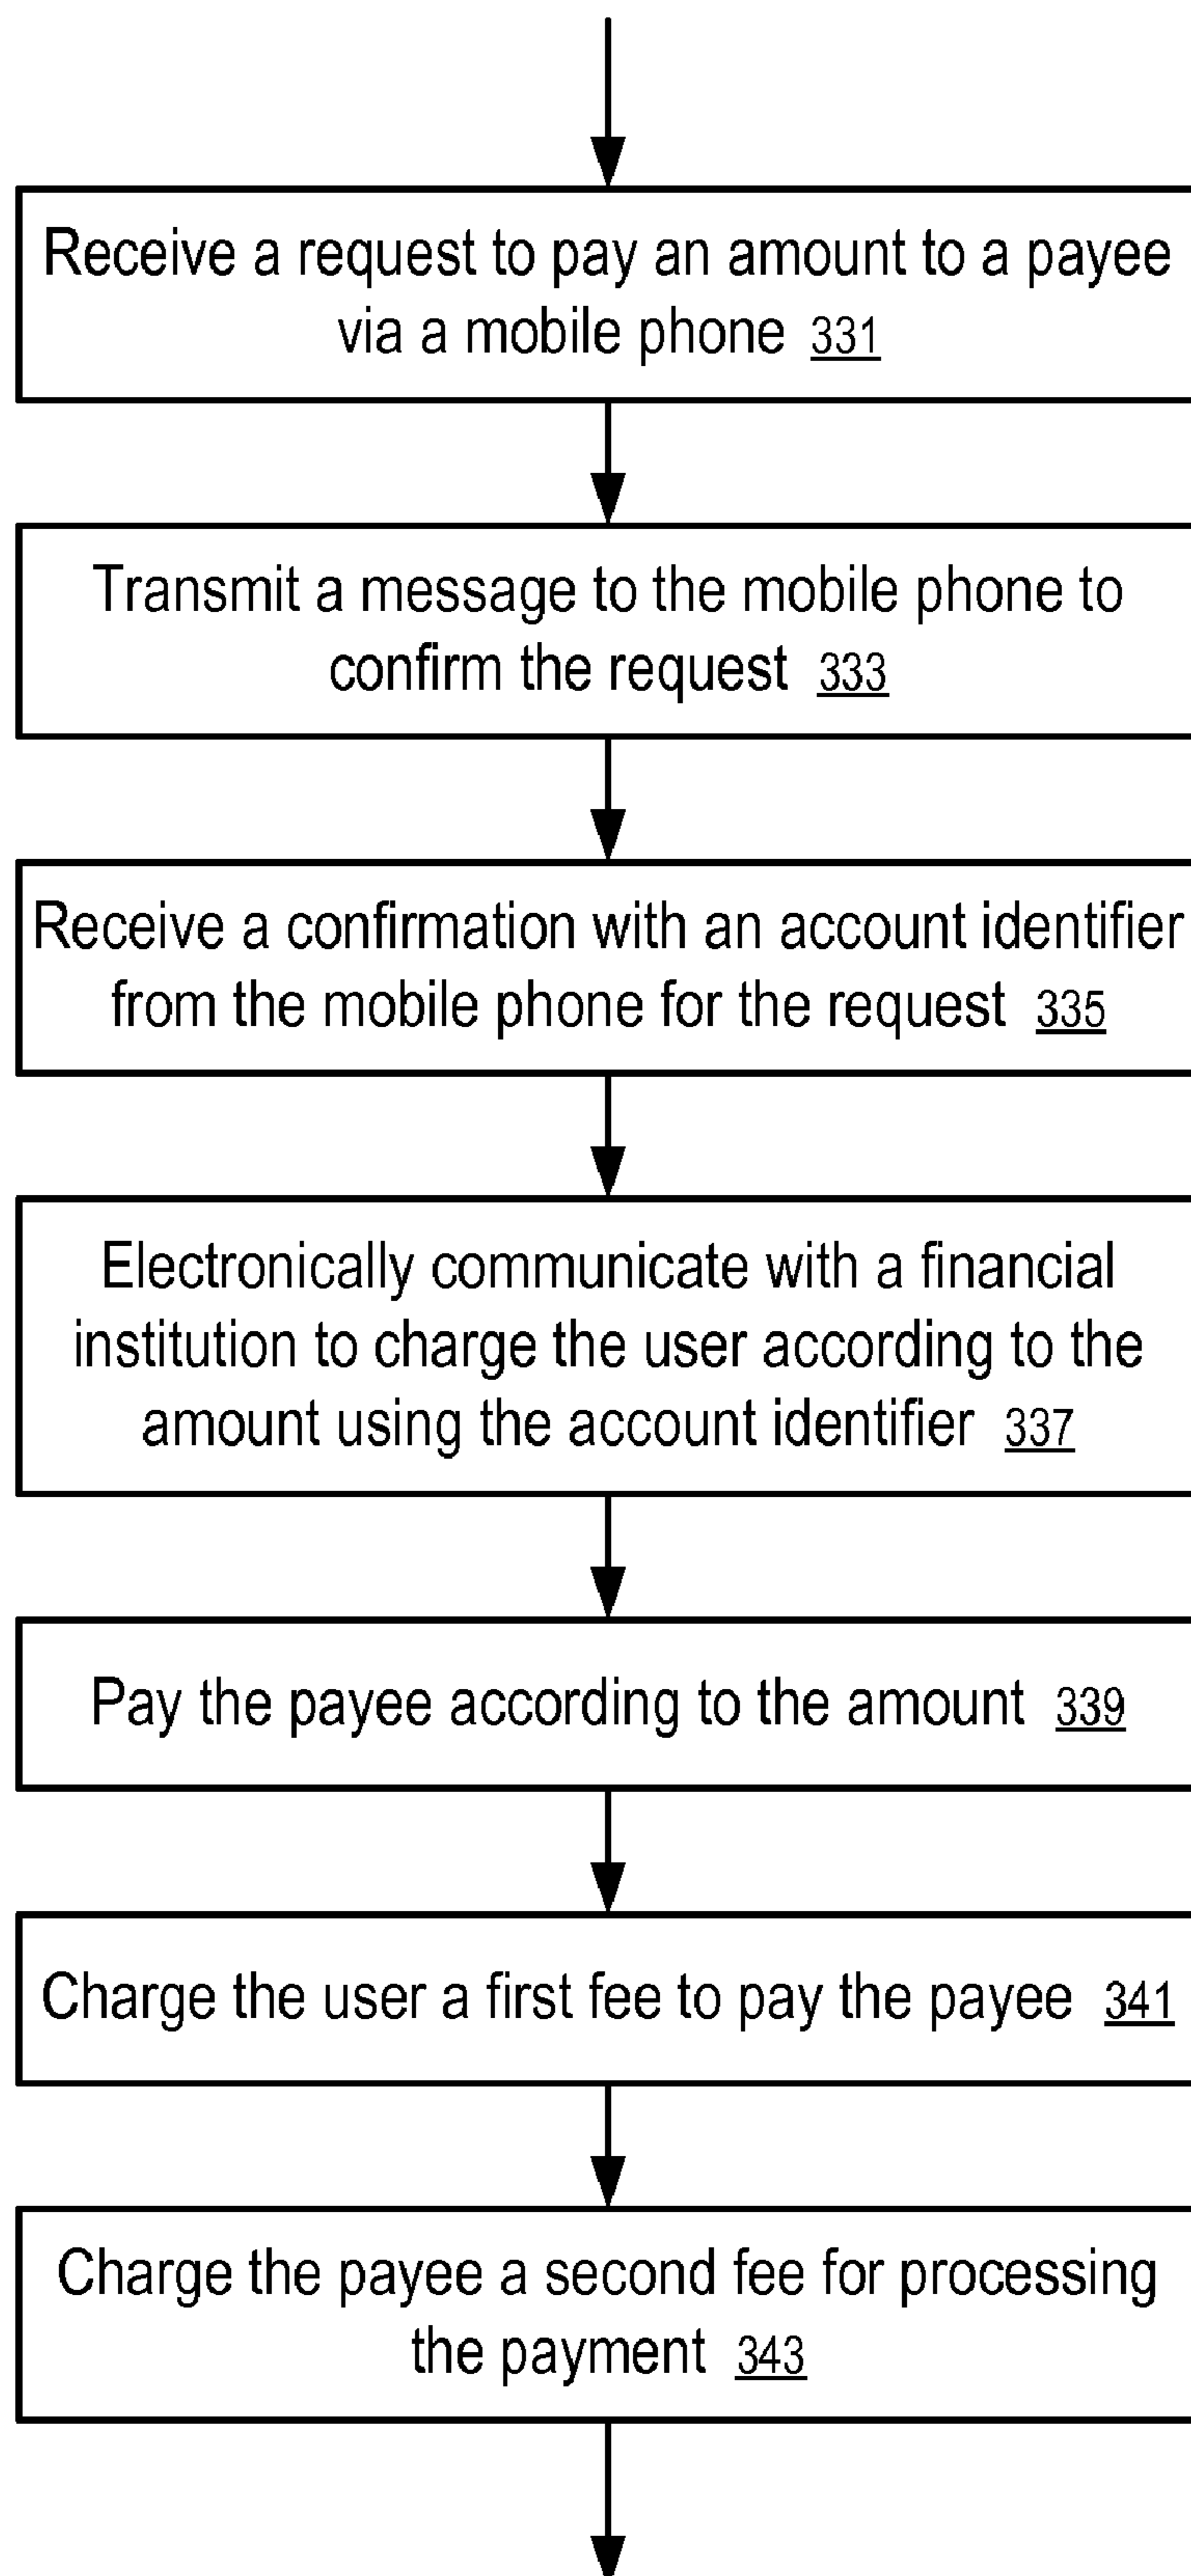 Receive a request to pay an amount to a payee
via a mobile phone 331
Transmit a message to the mobile phone to
confirm the request 333
Receive a confirmation with an account identifier
from the mobile phone for the request 335
Electronically communicate with a financial
institution to charge the user according to the
amount using the account identifier 337
Pay the payee according to the amount 339
Charge the user a first fee to pay the payee 341
Charge the payee a second fee for processing
the payment 343